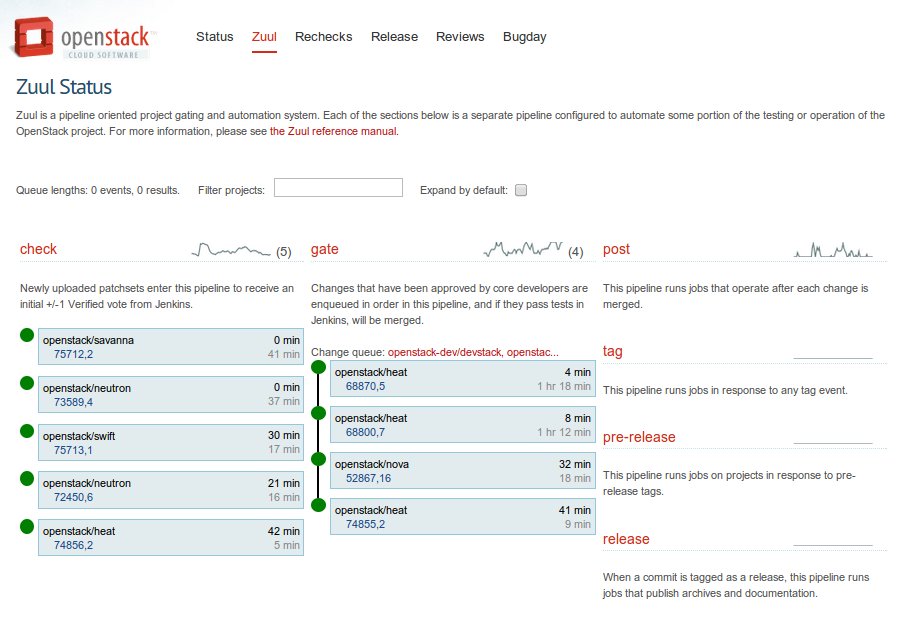 openstack
CLOUD SOFTWARE
Status Zuul Rechecks Release Reviews Bugday
Zuul Status
Zuul is a pipeline oriented project gating and automation system. Each of the sections below is a separate pipeline configured to automate some portion of the testing or operation of the
OpenStack project. For more information, please see the Zuul reference manual.
Queue lengths: 0 events, 0 results. Filter projects: Expand by default:
check (5)
Newly uploaded patchsets enter this pipeline to receive an
initial +/-1 Verified vote from Jenkins.
openstack/savanna 0 min
75712,2 41 min
openstack/neutron 0 min
73589,4 37 min
openstack/swift 30 min
75713,1 17 min
openstack/neutron 21 min
72450,6 16 min
openstack/heat 42 min
74856,2 5 min
gate (4)
Changes that have been approved by core developers are
enqueued in order in this pipeline, and if they pass tests in
Jenkins, will be merged.
Change queue: openstack-dev/devstack, openstac...
openstack/heat 4 min
68870,5 1 hr 18 min
openstack/heat 8 min
68800,7 1 hr 12 min
openstack/nova 32 min
52867,16 18 min
openstack/heat 41 min
74855,2 9 min
post
This pipeline runs jobs that operate after each change is
merged.
tag
This pipeline runs jobs in response to any tag event.
pre-release
This pipeline runs jobs on projects in response to pre-
release tags.
release
When a commit is tagged as a release, this pipeline runs
jobs that publish archives and documentation.